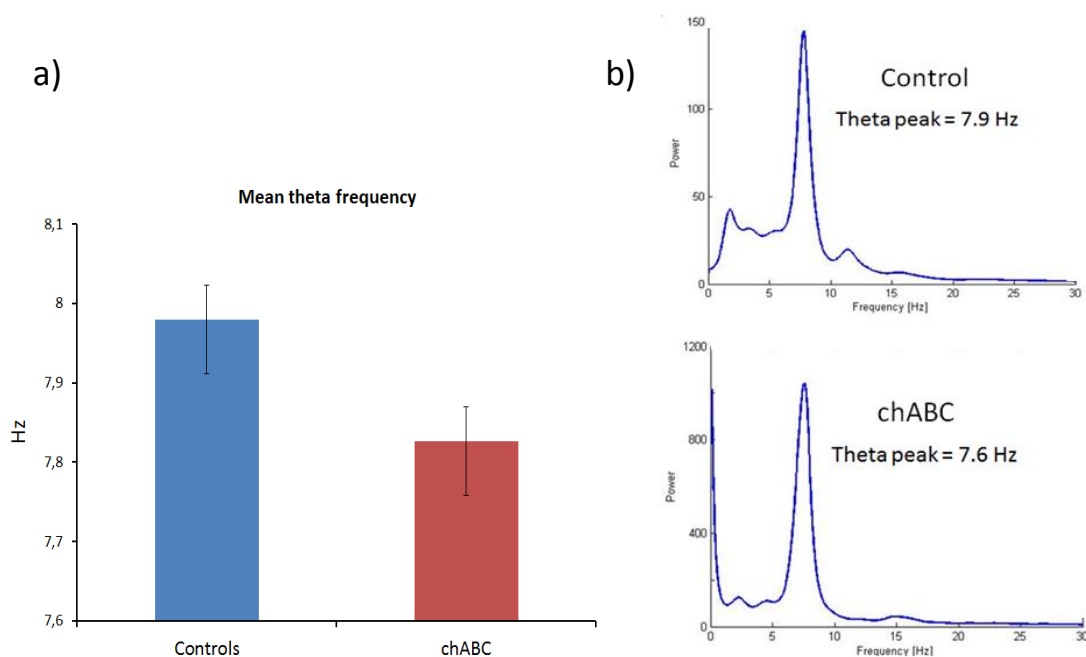 a)
Mean theta frequency
8,1
8
7,9
7,8
7,7
7,6
Hz
Controls
chABC
b)
150
100
50
0
Power
Control
Theta peak = 7.9 Hz
0 5 10 15 20 25 30
Frequency [Hz]
1200
800
400
0
Power
chABC
Theta peak = 7.6 Hz
0 5 10 15 20 25 30
Frequency [Hz]